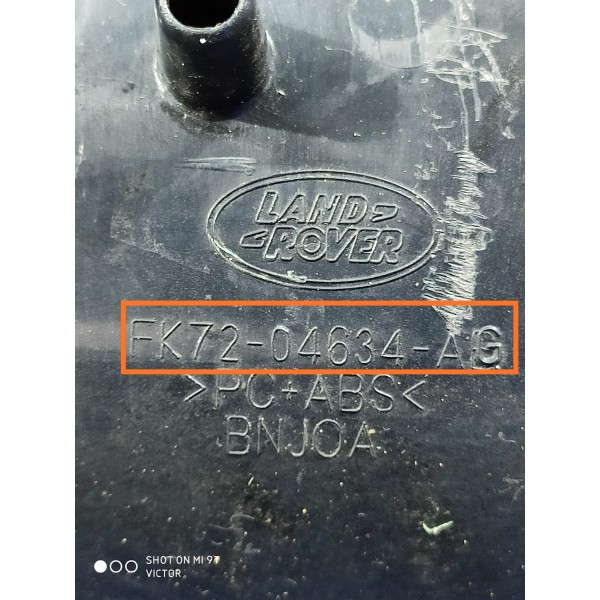 LAND
ROVER
FK72-04634-AG
>PC+ABS<
BNJOA
SHOT ON MI 9T
VICTOR